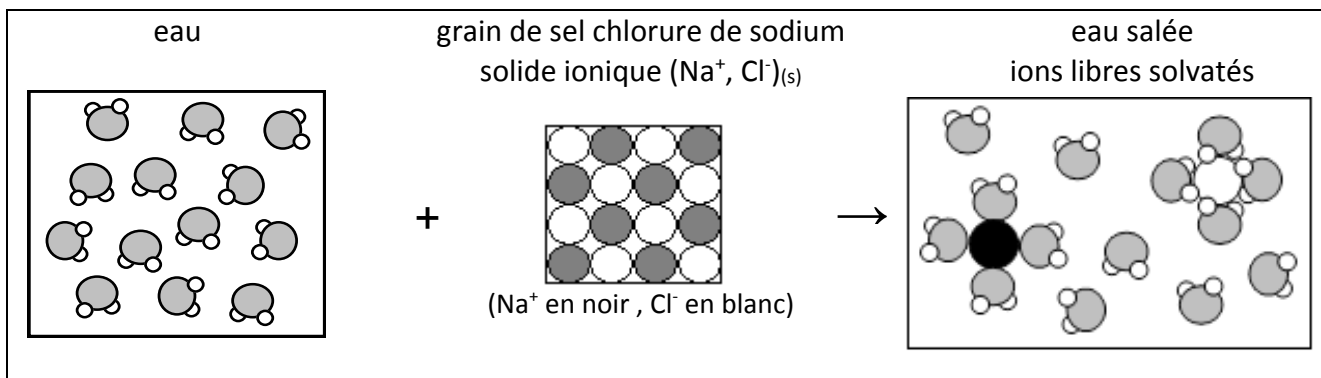 eau
grain de sel chlorure de sodium
solide ionique (Na⁺, Cl⁻)₍s₎
eau salée
ions libres solvatés
+
→
(Na⁺ en noir , Cl⁻ en blanc)